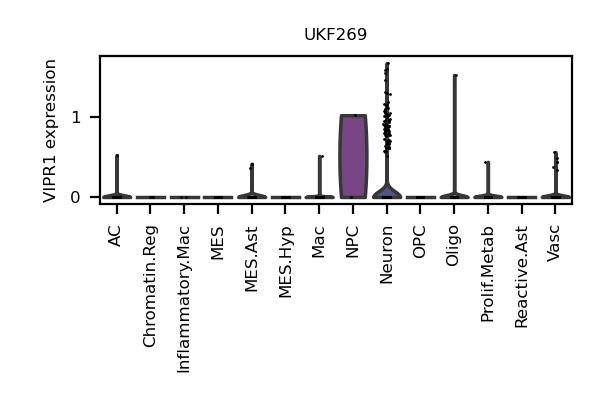 UKF269
VIPR1 expression
1
0
AC
Chromatin.Reg
Inflammatory.Mac
MES
MES.Ast
MES.Hyp
Mac
NPC
Neuron
OPC
Oligo
Prolif.Metab
Reactive.Ast
Vasc